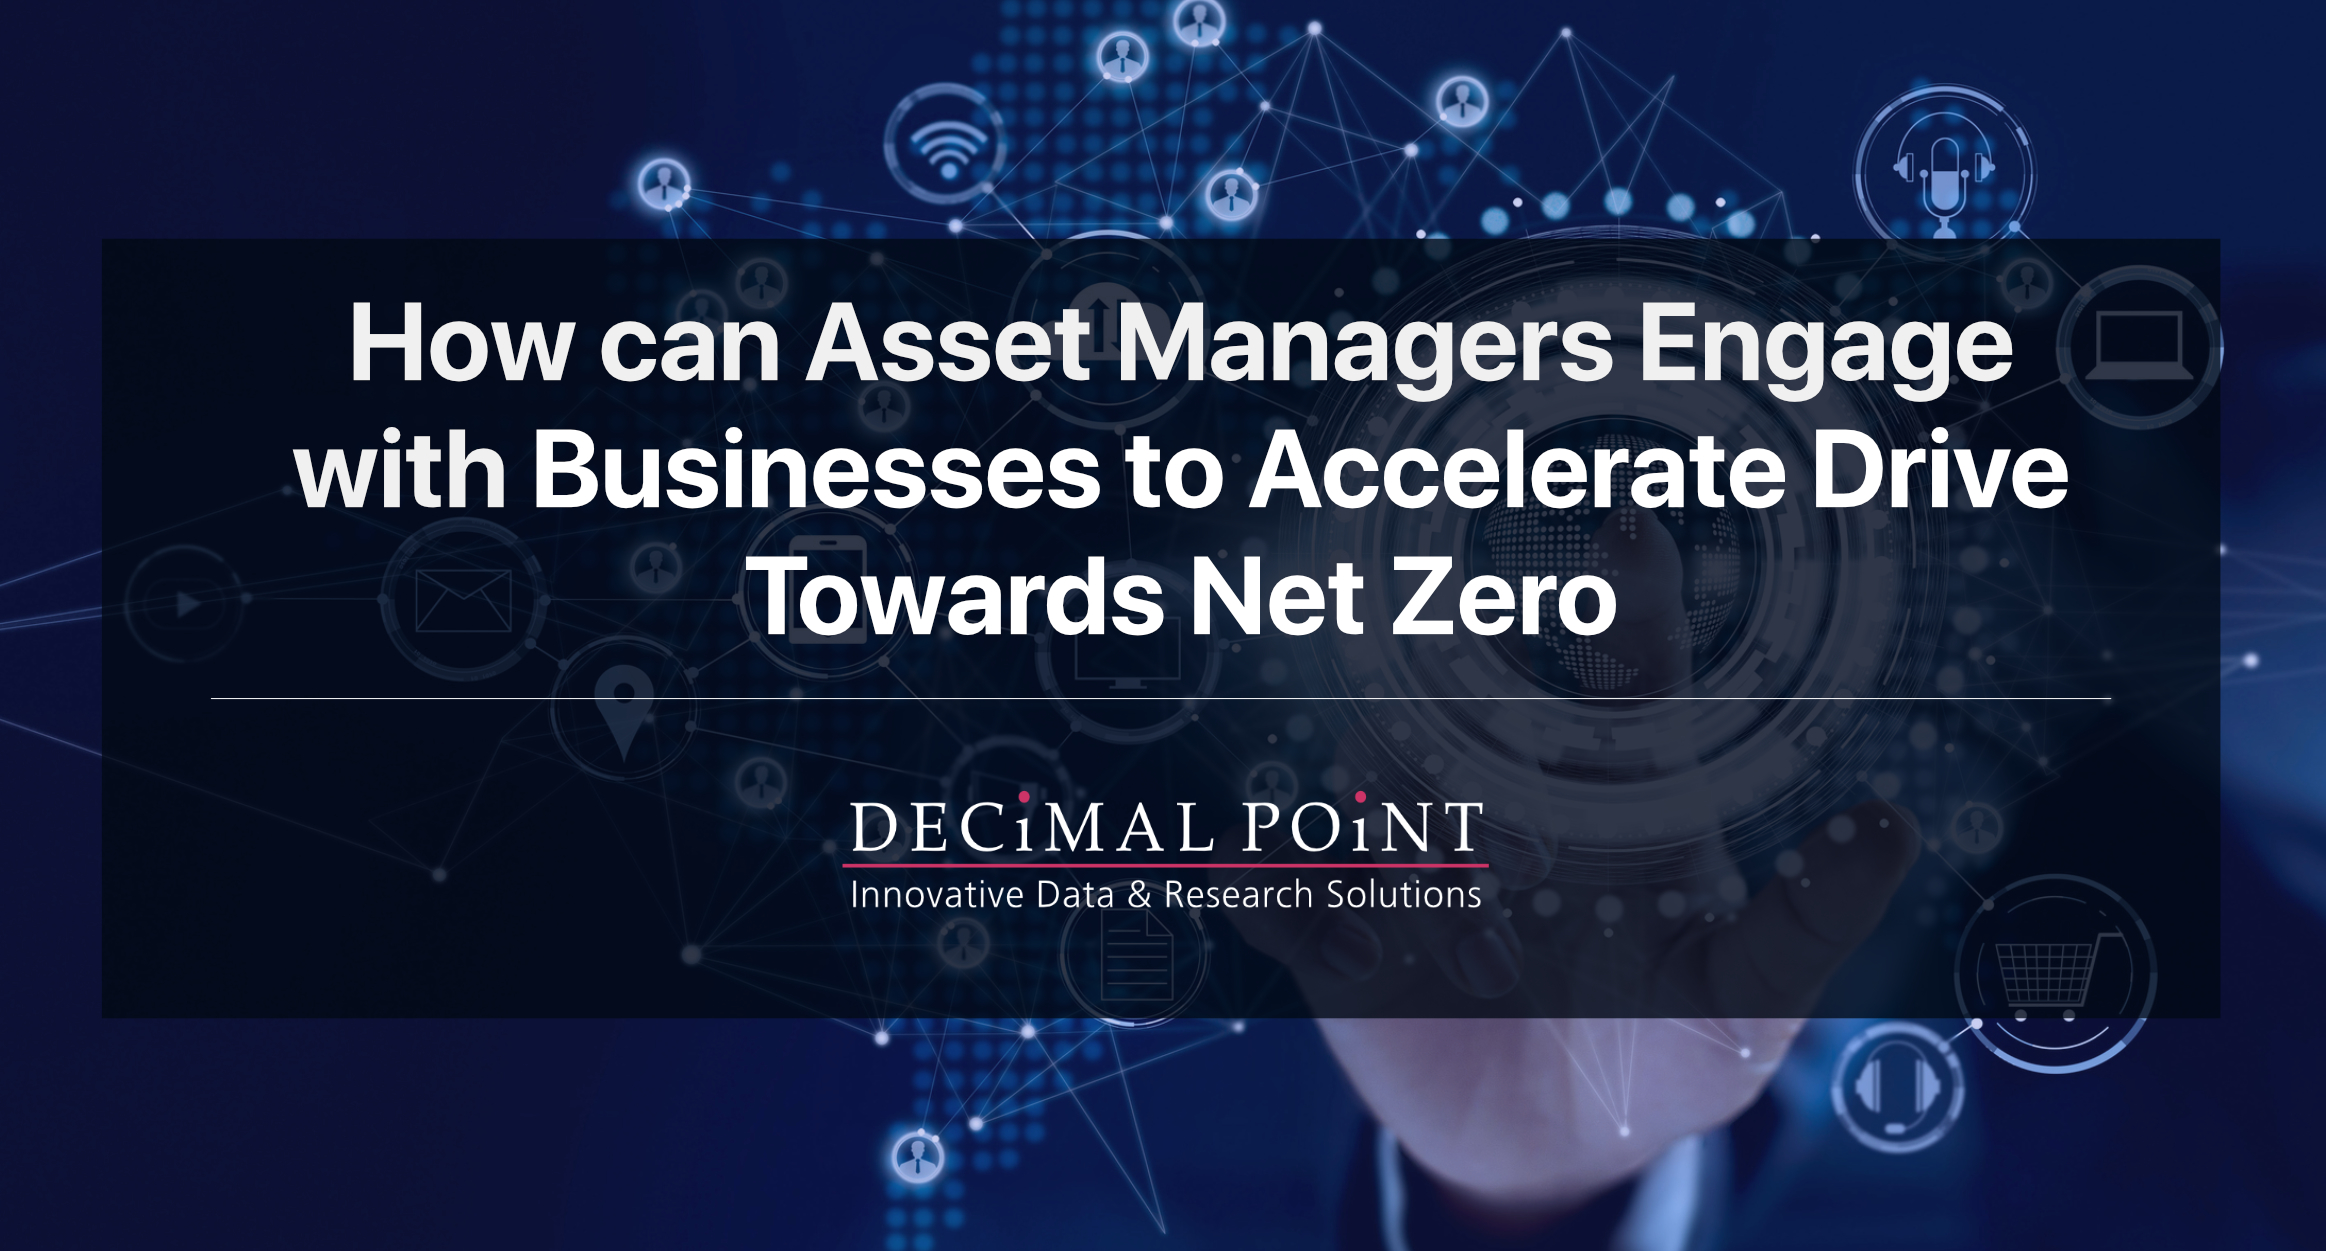 How can Asset Managers Engage
with Businesses to Accelerate Drive
Towards Net Zero
DECiMAL POiNT
Innovative Data & Research Solutions